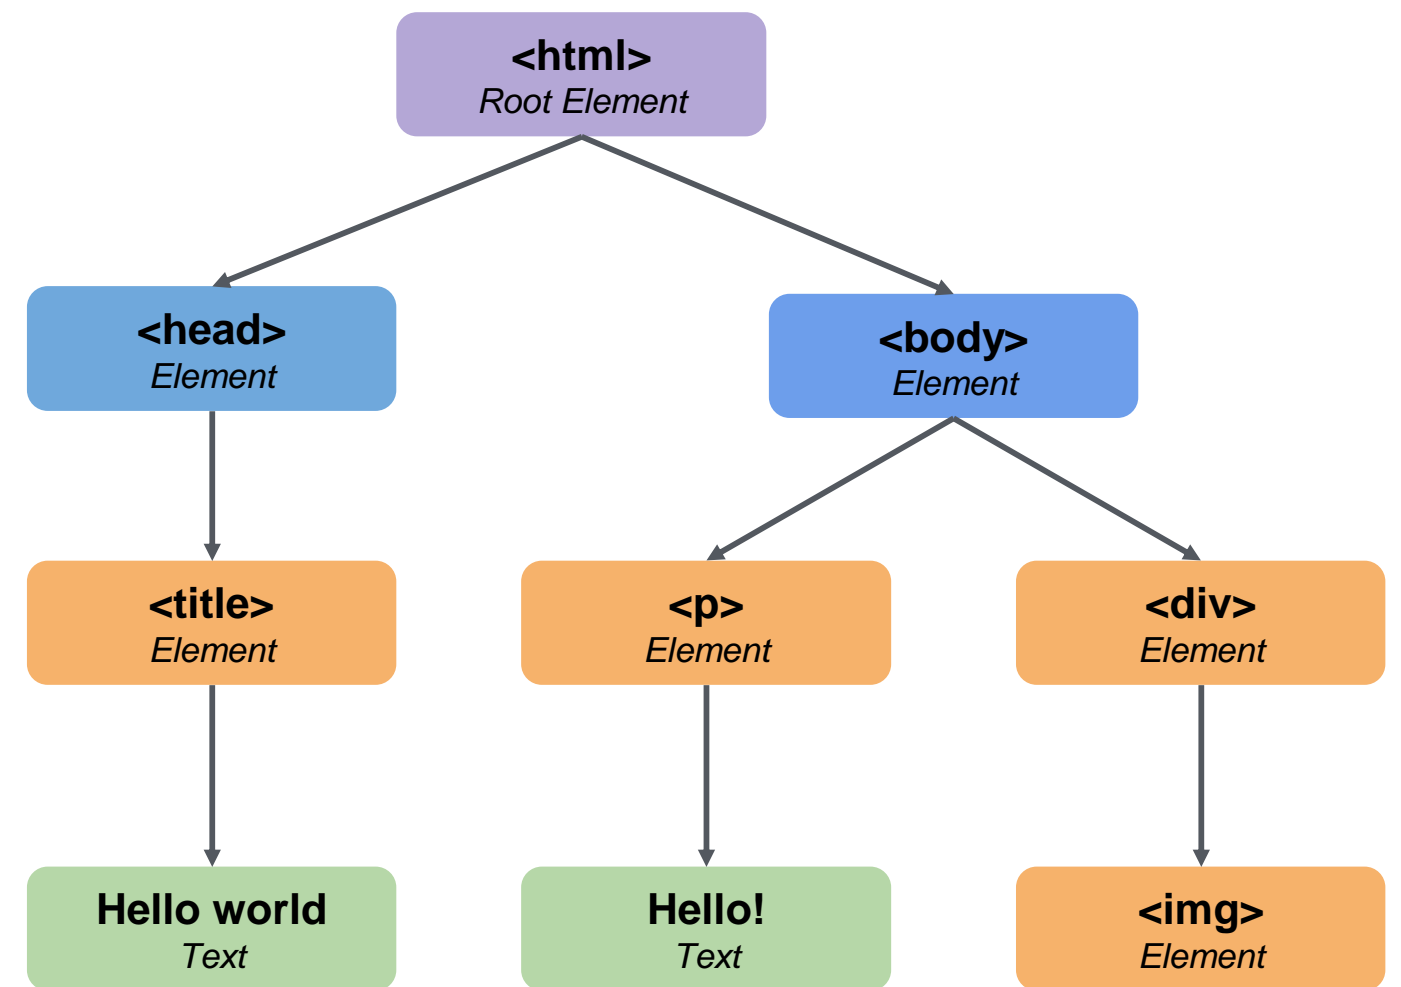 <html>
Root Element
<head>
Element
<body>
Element
<title>
Element
<p>
Element
<div>
Element
Hello world
Text
Hello!
Text
<img>
Element